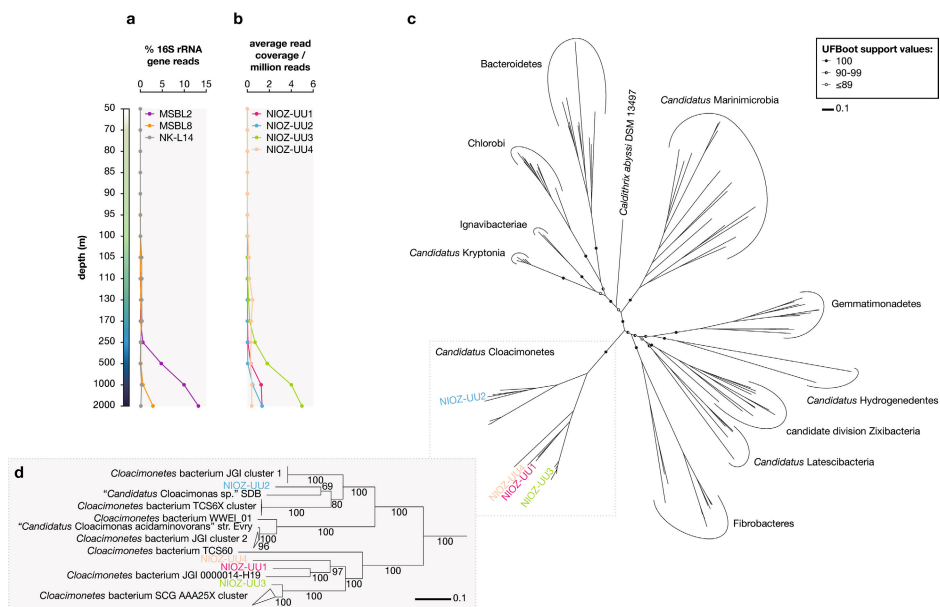 a
% 16S rRNA
gene reads
0 5 10 15
MSBL2
MSBL8
NK-L14
b
average read
coverage /
million reads
0 2 4 6
NIOZ-UU1
NIOZ-UU2
NIOZ-UU3
NIOZ-UU4
depth (m)
50
70
80
85
90
95
100
105
110
130
170
250
500
1000
2000
c
UFBoot support values:
100
90-99
≤89
0.1
Bacteroidetes
Chlorobi
Ignavibacteriae
Candidatus Kryptonia
Caldithrix abyssi DSM 13497
Candidatus Marinimicrobia
Gemmatimonadetes
Candidatus Hydrogenedentes
candidate division Zixibacteria
Candidatus Latescibacteria
Fibrobacteres
Candidatus Cloacimonetes
NIOZ-UU2
NIOZ-UU4
NIOZ-UU1
NIOZ-UU3
d
Cloacimonetes bacterium JGI cluster 1
NIOZ-UU2
"Candidatus Cloacimonas sp." SDB
Cloacimonetes bacterium TCS6X cluster
Cloacimonetes bacterium WWEI_01
"Candidatus Cloacimonas acidaminovorans" str. Evry
Cloacimonetes bacterium JGI cluster 2
Cloacimonetes bacterium TCS60
NIOZ-UU4
NIOZ-UU1
Cloacimonetes bacterium JGI 0000014-H19
NIOZ-UU3
Cloacimonetes bacterium SCG AAA25X cluster
100
69
80
100
100
100
96
100
100
97
100
100
100
100
0.1